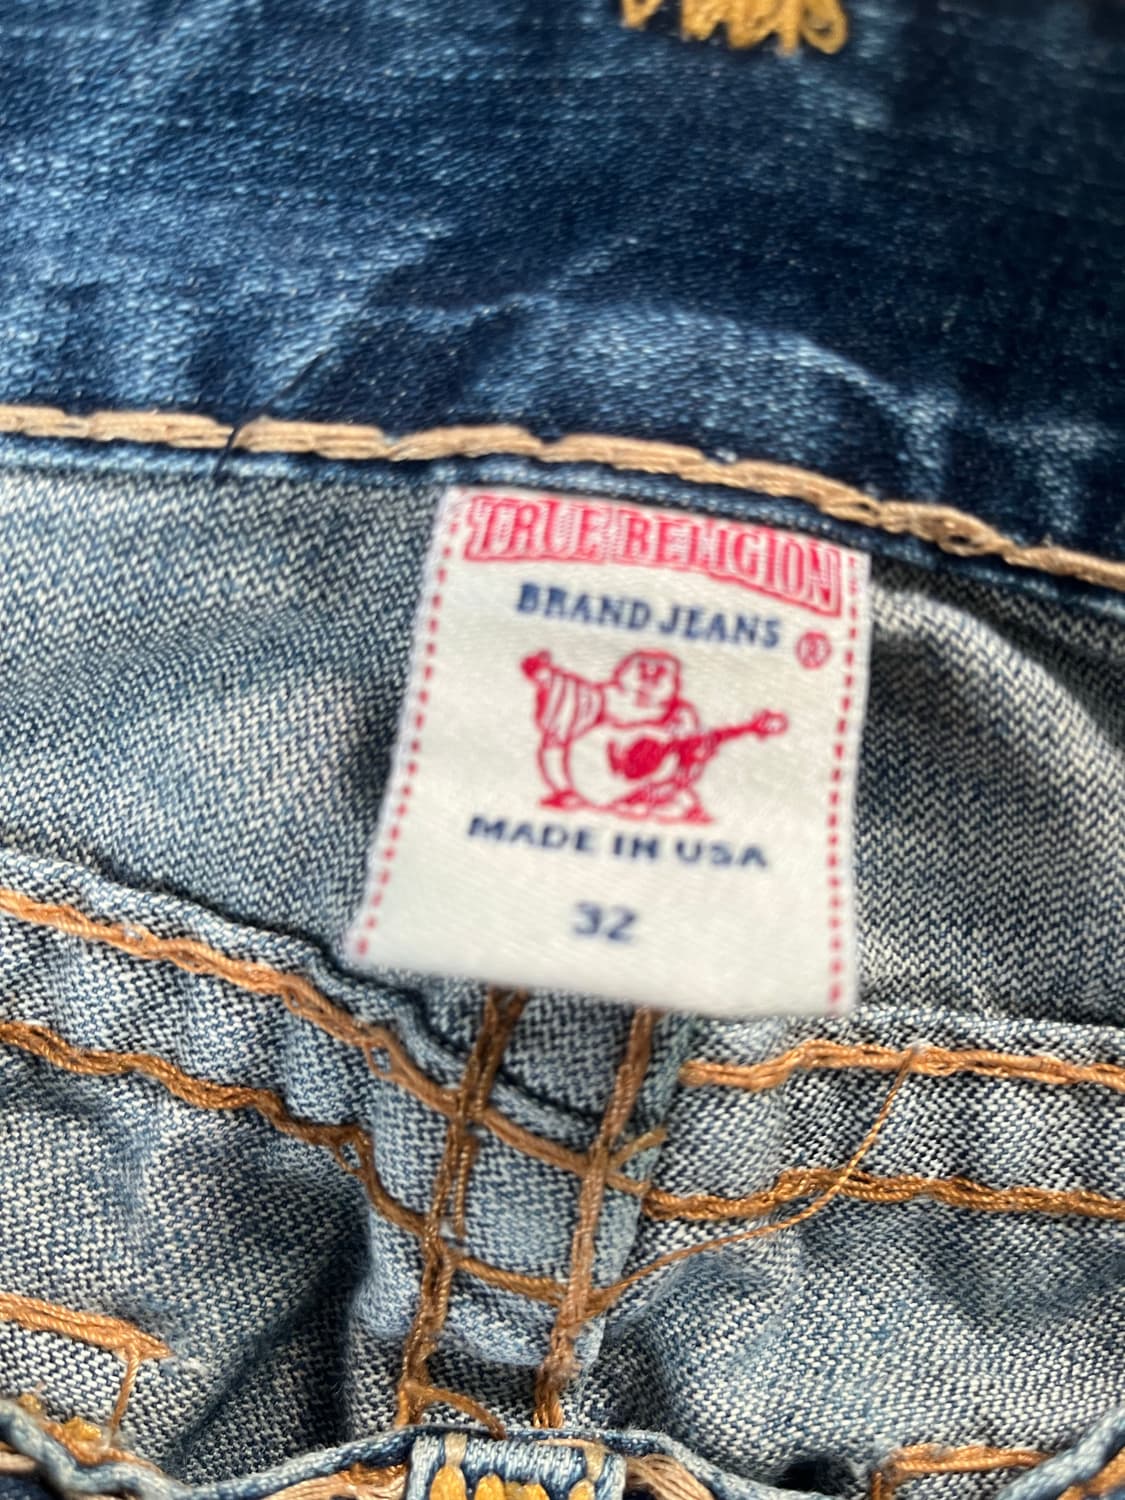 TRUE RELIGION
BRAND JEANS ®
MADE IN USA
32